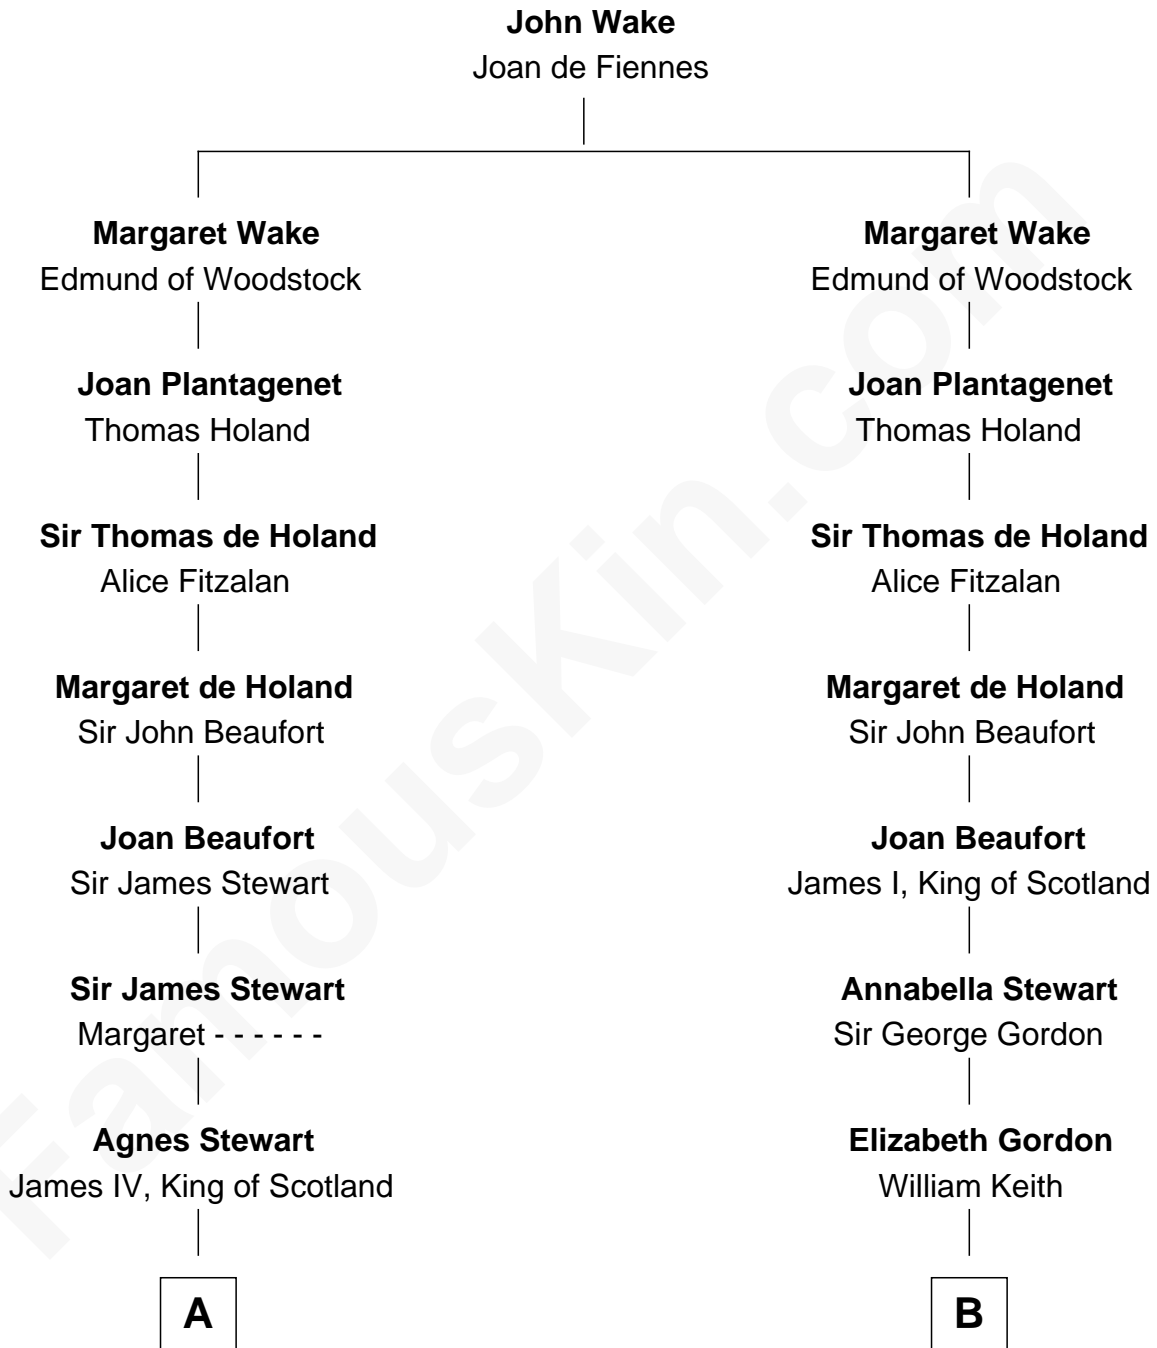 John Wake
Joan de Fiennes
Margaret Wake
Edmund of Woodstock
Joan Plantagenet
Thomas Holand
Sir Thomas de Holand
Alice Fitzalan
Margaret de Holand
Sir John Beaufort
Joan Beaufort
Sir James Stewart
Sir James Stewart
Margaret - - - - - -
Agnes Stewart
James IV, King of Scotland
A
Margaret Wake
Edmund of Woodstock
Joan Plantagenet
Thomas Holand
Sir Thomas de Holand
Alice Fitzalan
Margaret de Holand
Sir John Beaufort
Joan Beaufort
James I, King of Scotland
Annabella Stewart
Sir George Gordon
Elizabeth Gordon
William Keith
B
FamousKin.com